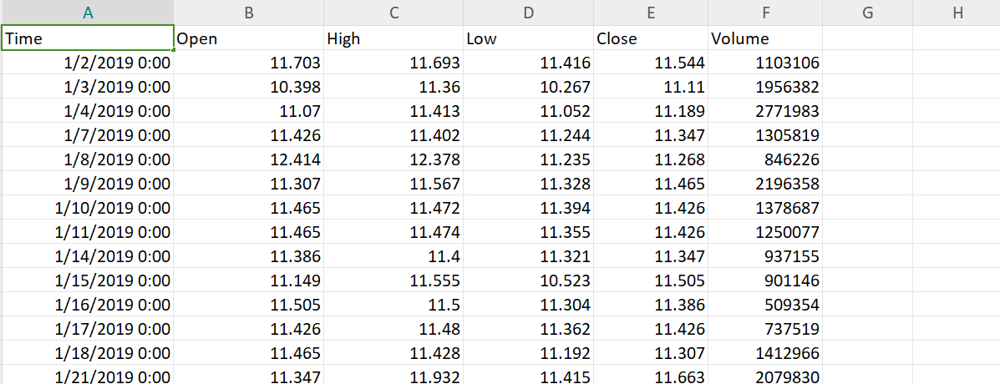 A B C D E F G H
Time Open High Low Close Volume
1/2/2019 0:00 11.703 11.693 11.416 11.544 1103106
1/3/2019 0:00 10.398 11.36 10.267 11.11 1956382
1/4/2019 0:00 11.07 11.413 11.052 11.189 2771983
1/7/2019 0:00 11.426 11.402 11.244 11.347 1305819
1/8/2019 0:00 12.414 12.378 11.235 11.268 846226
1/9/2019 0:00 11.307 11.567 11.328 11.465 2196358
1/10/2019 0:00 11.465 11.472 11.394 11.426 1378687
1/11/2019 0:00 11.465 11.474 11.355 11.426 1250077
1/14/2019 0:00 11.386 11.4 11.321 11.347 937155
1/15/2019 0:00 11.149 11.555 10.523 11.505 901146
1/16/2019 0:00 11.505 11.5 11.304 11.386 509354
1/17/2019 0:00 11.426 11.48 11.362 11.426 737519
1/18/2019 0:00 11.465 11.428 11.192 11.307 1412966
1/21/2019 0:00 11.347 11.932 11.415 11.663 2079830